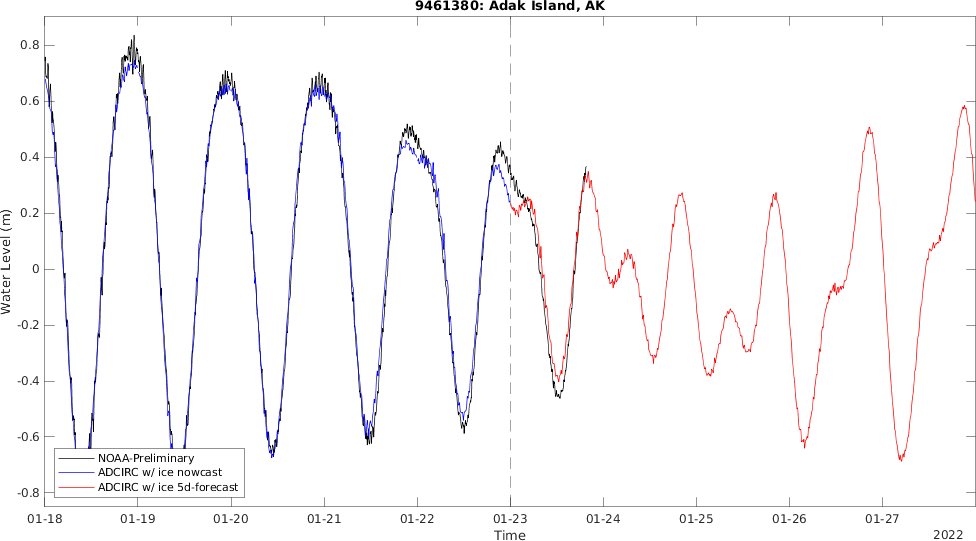 9461380: Adak Island, AK
Water Level (m)
0.8
0.6
0.4
0.2
0
-0.2
-0.4
-0.6
-0.8
NOAA-Preliminary
ADCIRC w/ ice nowcast
ADCIRC w/ ice 5d-forecast
01-18 01-19 01-20 01-21 01-22 01-23 01-24 01-25 01-26 01-27
Time
2022